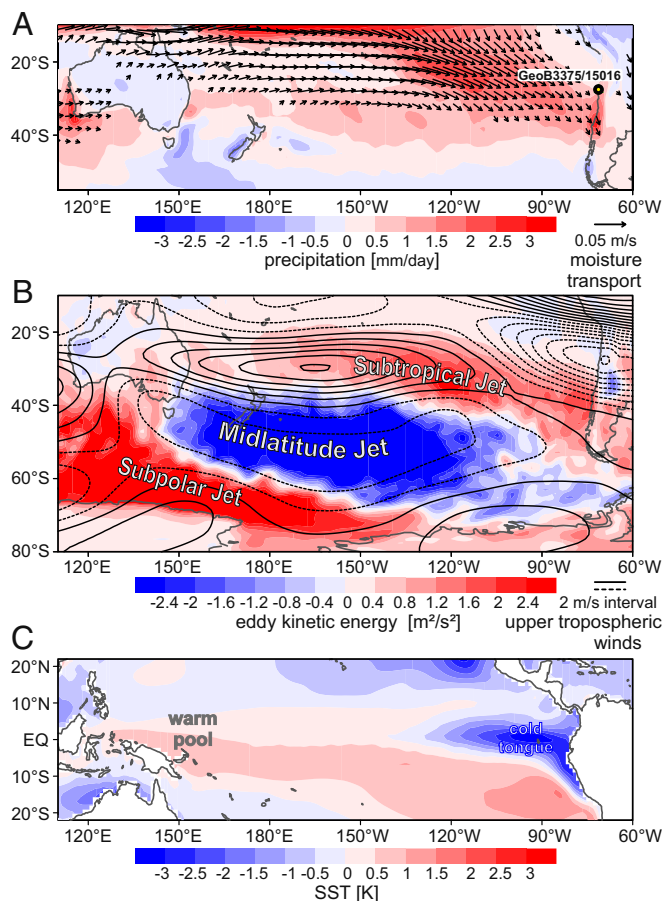 A
GeoB3375/15016
20°S
40°S
120°E 150°E 180°E 150°W 120°W 90°W 60°W
-3 -2.5 -2 -1.5 -1 -0.5 0 0.5 1 1.5 2 2.5 3
precipitation [mm/day]
0.05 m/s
moisture
transport
B
20°S
Subtropical Jet
40°S
Midlatitude Jet
60°S
Subpolar Jet
80°S
120°E 150°E 180°E 150°W 120°W 90°W 60°W
-2.4 -2 -1.6 -1.2 -0.8 -0.4 0 0.4 0.8 1.2 1.6 2 2.4
2 m/s interval
eddy kinetic energy [m²/s²]
upper tropospheric
winds
C
20°N
10°N
warm
pool
cold
tongue
EQ
10°S
20°S
120°E 150°E 180°E 150°W 120°W 90°W 60°W
-3 -2.5 -2 -1.5 -1 -0.5 0 0.5 1 1.5 2 2.5 3
SST [K]